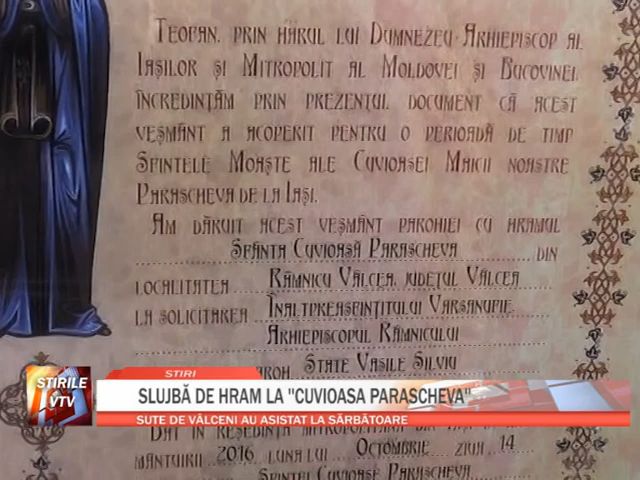 Teofan, prin harul lui Dumnezeu Arhiepiscop al
Iașilor și Mitropolit al Moldovei și Bucovinei,
încredințăm prin prezentul document că acest
veșmânt a acoperit pentru o perioadă de timp
Sfintele Moaște ale Cuvioasei Maicii noastre
Parascheva de la Iași.
Am dăruit acest veșmânt parohiei cu hramul
Sfânta Cuvioasă Parascheva din
localitatea Râmnicu Vâlcea, județul Vâlcea
la solicitarea Înaltpreasfințitului Varsanufie,
Arhiepiscopul Râmnicului
paroh. State Vasile Silviu
STIRI
STIRILE
VTV
SLUJBĂ DE HRAM LA "CUVIOASA PARASCHEVA"
SUTE DE VÂLCENI AU ASISTAT LA SĂRBĂTOARE
Dat în reședința mitropolitană din
mântuirii 2016 luna lui Octombrie ziua 14
Sfintei Cuvioase Parascheva